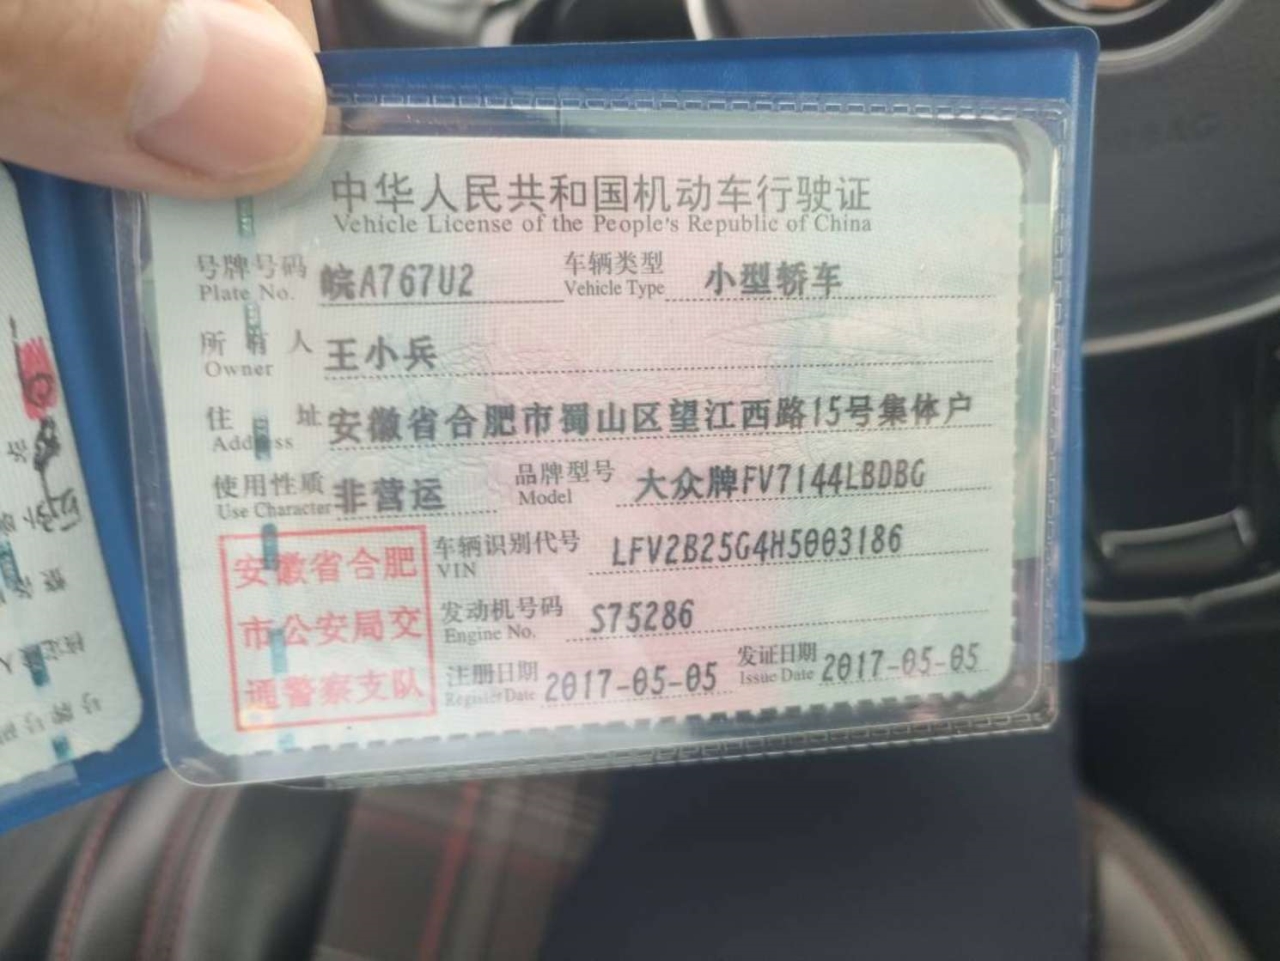 中华人民共和国机动车行驶证
Vehicle License of the People's Republic of China
号牌号码 皖A767U2 车辆类型 小型轿车
Plate No. Vehicle Type
所有人 王小兵
Owner
住址 安徽省合肥市蜀山区望江西路15号集体户
Address
使用性质 非营运 品牌型号 大众牌FV7144LBDBG
Use Character Model
车辆识别代号 LFV2B25G4H5003186
VIN
发动机号码 S75286
Engine No.
注册日期 2017-05-05 发证日期 2017-05-05
Register Date Issue Date
安徽省合肥
市公安局交
通警察支队